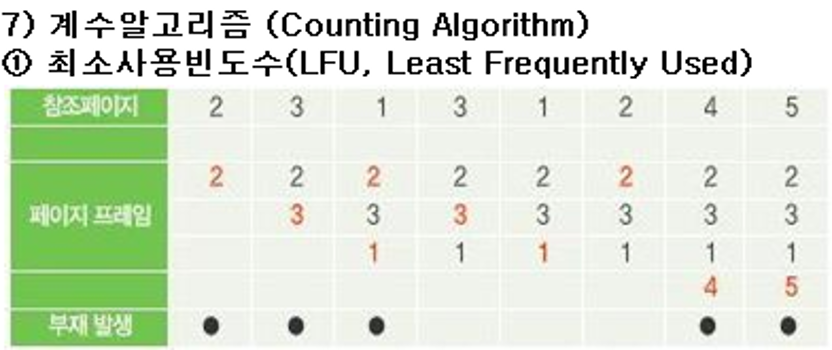 7) 계수알고리즘 (Counting Algorithm)
① 최소사용빈도수(LFU, Least Frequently Used)
참조페이지 2 3 1 3 1 2 4 5
2 2 2 2 2 2 2 2
페이지 프레임 3 3 3 3 3 3 3
1 1 1 1 1 1
4 5
부재 발생 ● ● ● ● ●